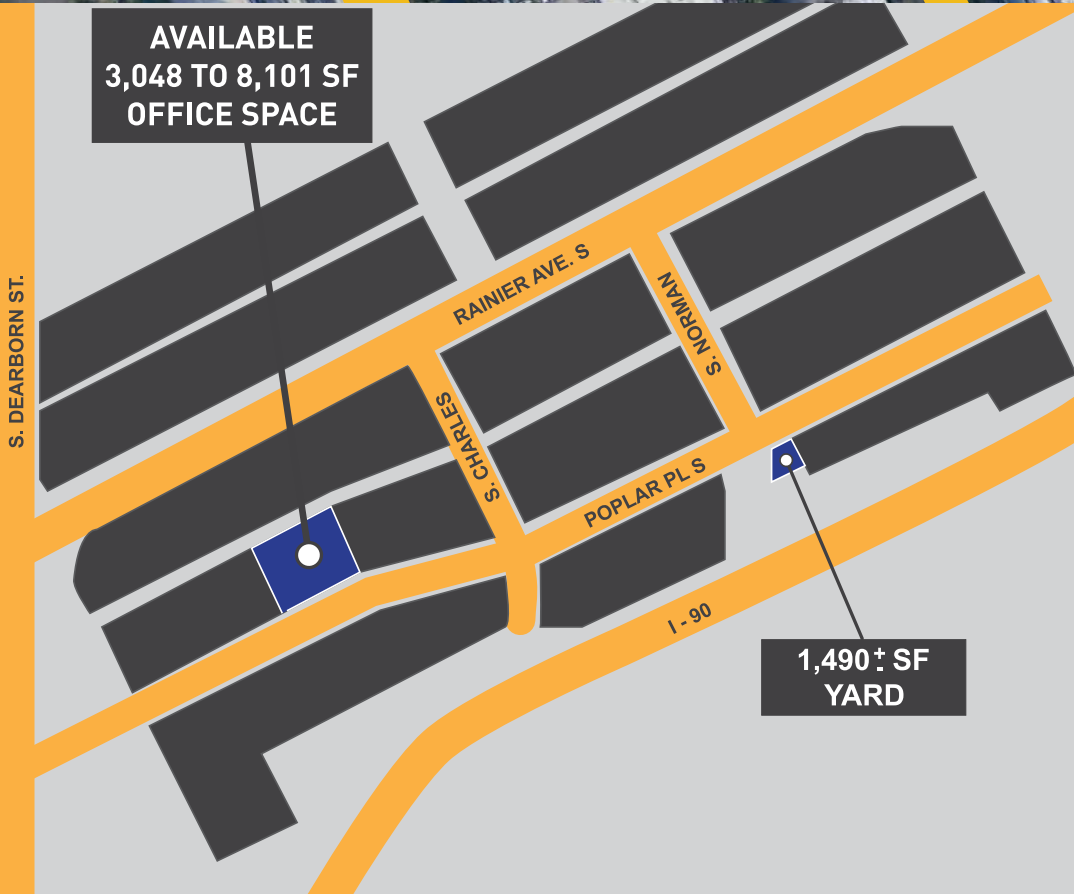 AVAILABLE
3,048 TO 8,101 SF
OFFICE SPACE
S. DEARBORN ST.
RAINIER AVE. S
S. NORMAN
S. CHARLES
POPLAR PL S
I - 90
1,490± SF
YARD